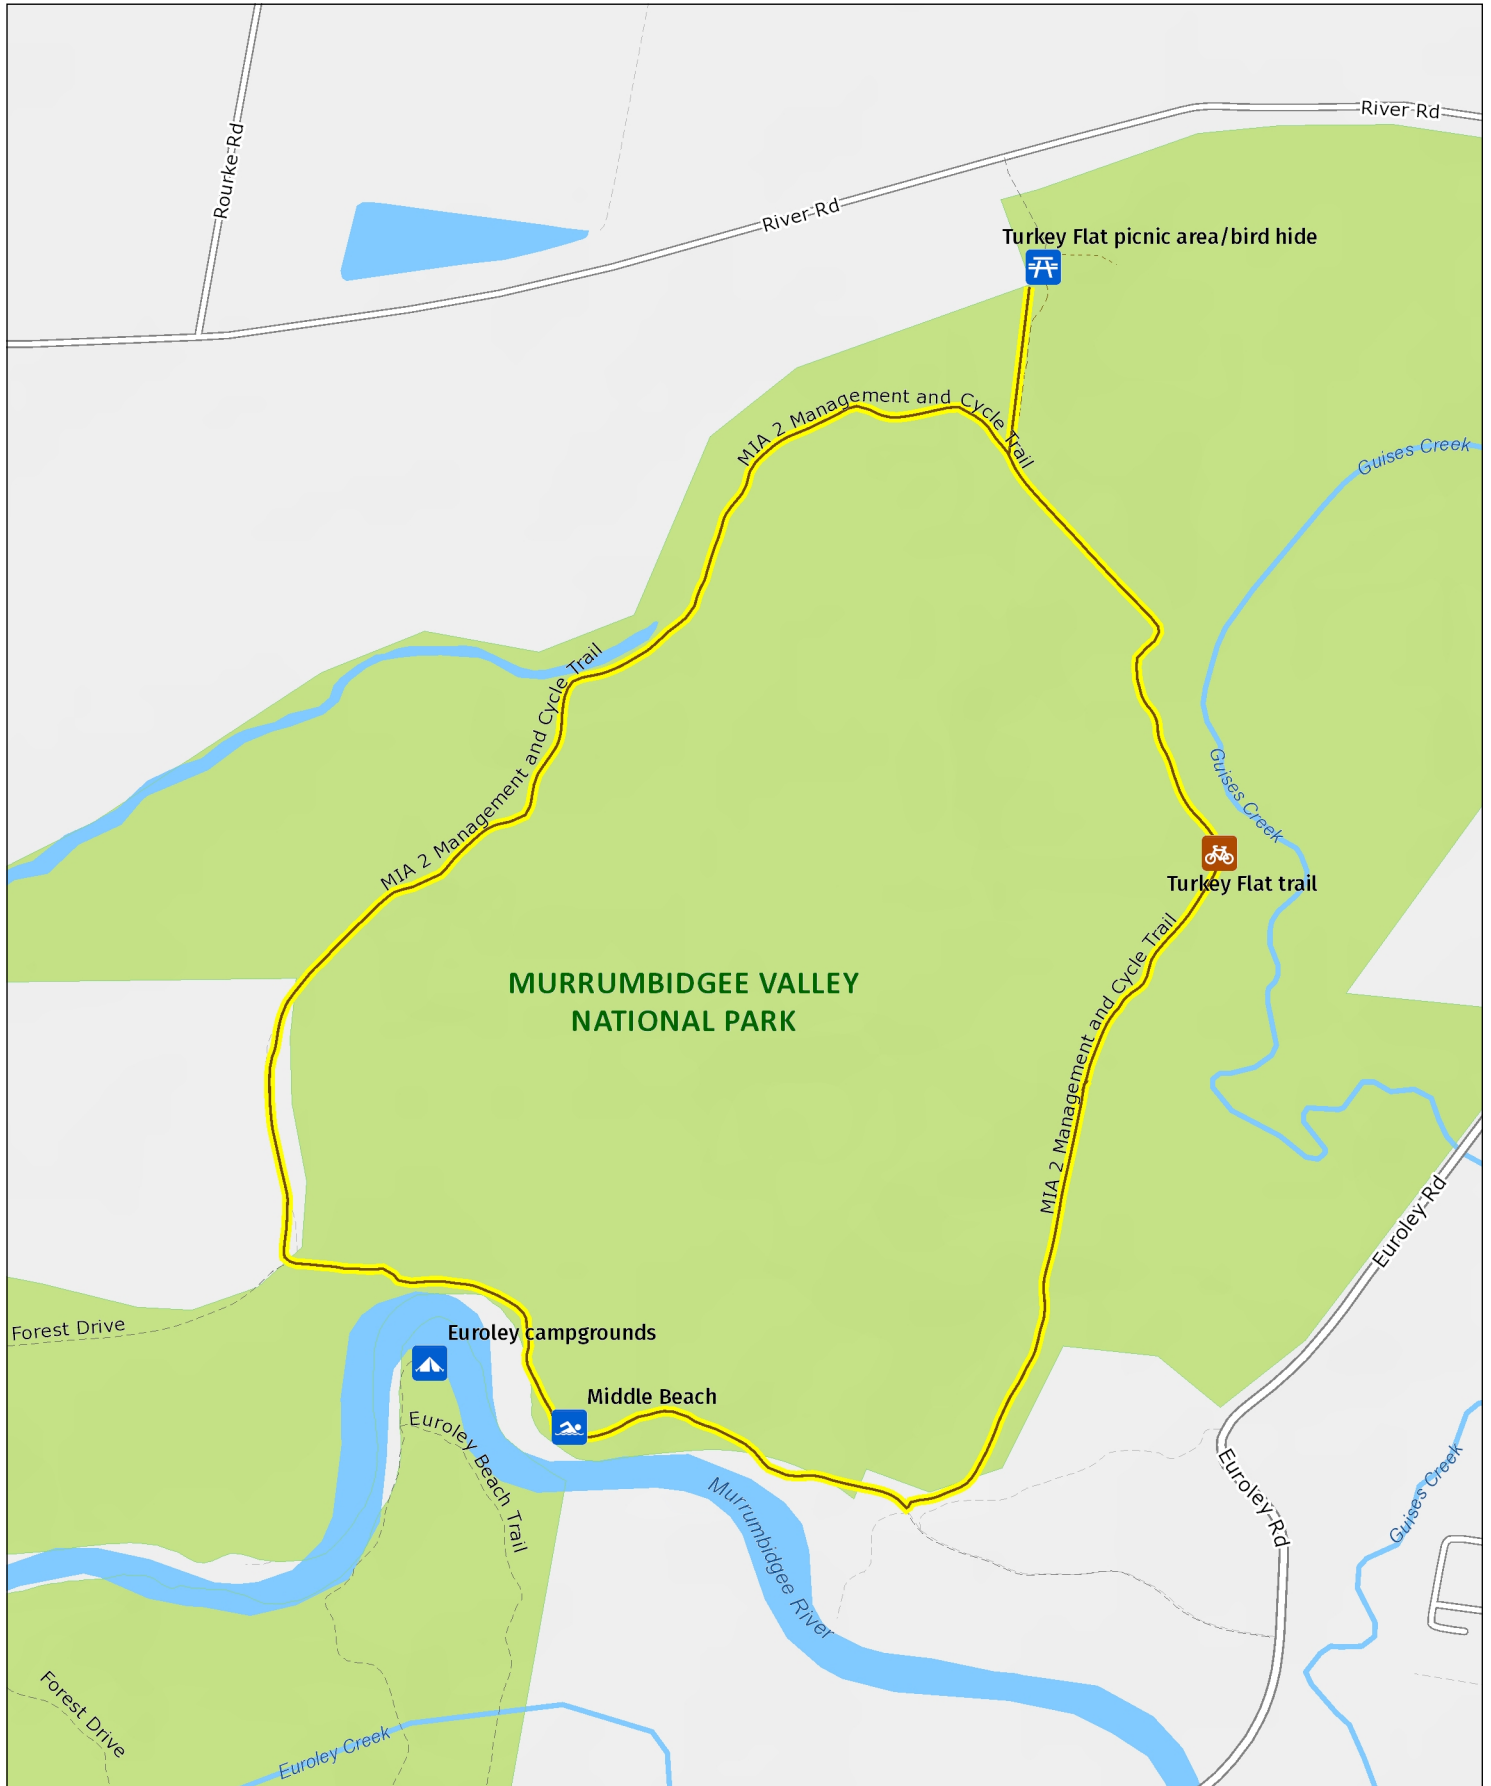 River Rd
Rourke Rd
River Rd
Turkey Flat picnic area/bird hide
MIA 2 Management and Cycle Trail
Guises Creek
MIA 2 Management and Cycle Trail
Guises Creek
Turkey Flat trail
MIA 2 Management and Cycle Trail
MURRUMBIDGEE VALLEY
NATIONAL PARK
Euroley Rd
Forest Drive
Euroley campgrounds
Middle Beach
Euroley Beach Trail
Murrumbidgee River
Euroley Rd
Guises Creek
Forest Drive
Euroley Creek